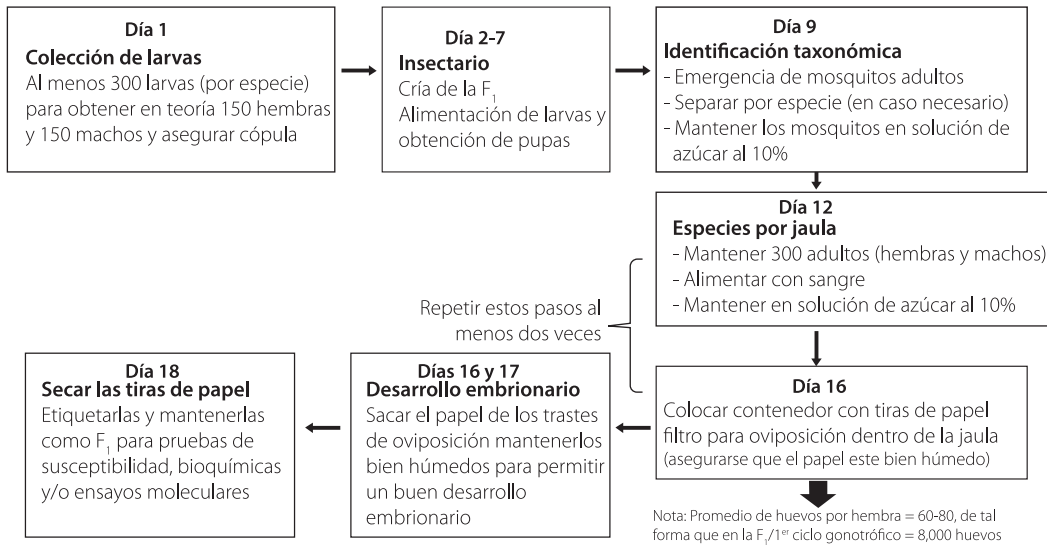 Día 1
Colección de larvas
Al menos 300 larvas (por especie)
para obtener en teoría 150 hembras
y 150 machos y asegurar cópula
Día 2-7
Insectario
Cría de la F1
Alimentación de larvas y
obtención de pupas
Día 9
Identificación taxonómica
- Emergencia de mosquitos adultos
- Separar por especie (en caso necesario)
- Mantener los mosquitos en solución de
azúcar al 10%
Día 12
Especies por jaula
- Mantener 300 adultos (hembras y machos)
- Alimentar con sangre
- Mantener en solución de azúcar al 10%
Repetir estos pasos al
menos dos veces
Día 16
Colocar contenedor con tiras de papel
filtro para oviposición dentro de la jaula
(asegurarse que el papel este bien húmedo)
Nota: Promedio de huevos por hembra = 60-80, de tal
forma que en la F1/1er ciclo gonotrófico = 8,000 huevos
Días 16 y 17
Desarrollo embrionario
Sacar el papel de los trastes
de oviposición mantenerlos
bien húmedos para permitir
un buen desarrollo
embrionario
Día 18
Secar las tiras de papel
Etiquetarlas y mantenerlas
como F1 para pruebas de
susceptibilidad, bioquímicas
y/o ensayos moleculares